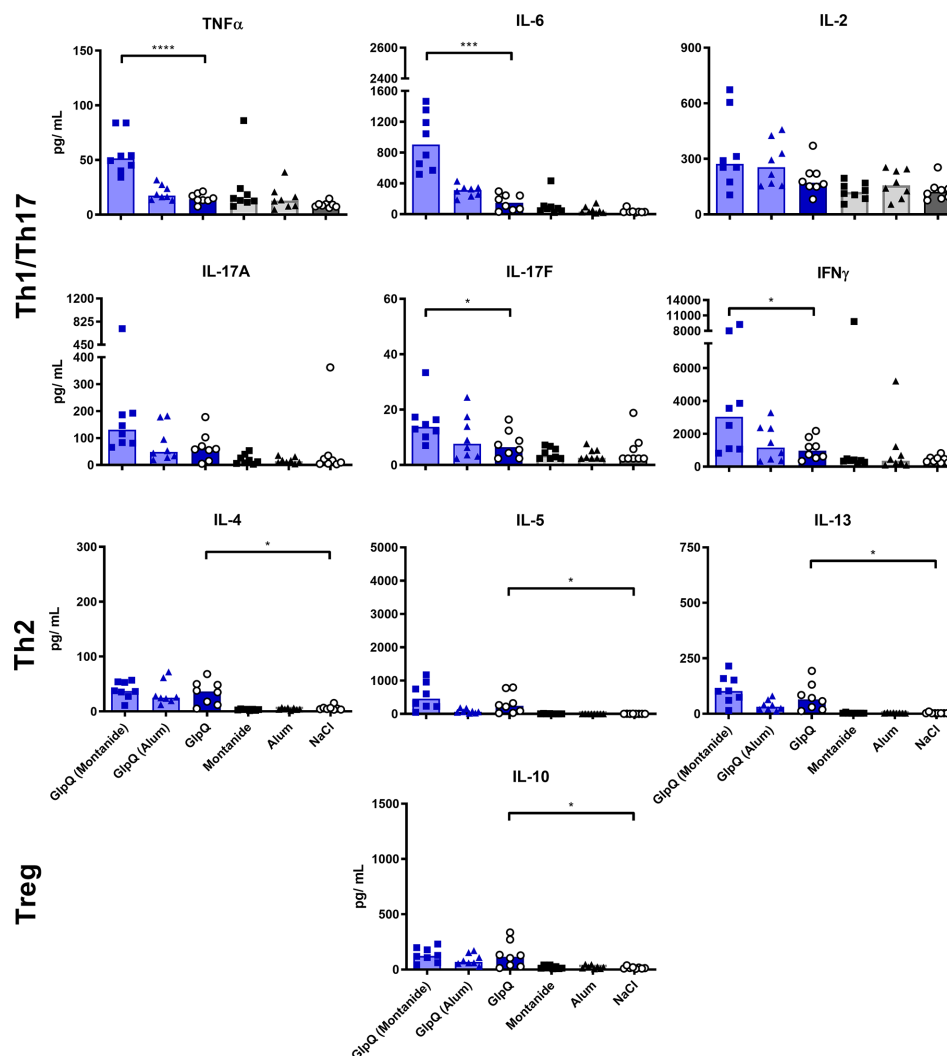 TNFα
IL-6
IL-2
****
***
150
100
50
0
pg/ mL
2600
2400
1600
1200
800
400
0
900
600
300
0
Th1/Th17
IL-17A
IL-17F
IFNγ
*
*
1200
825
450
400
300
200
100
0
pg/ mL
60
40
20
0
14000
11000
8000
6000
4000
2000
0
IL-4
IL-5
IL-13
*
*
*
300
200
100
0
pg/ mL
5000
4000
3000
2000
1000
0
750
500
250
0
Th2
GlpQ (Montanide)
GlpQ (Alum)
GlpQ
Montanide
Alum
NaCl
GlpQ (Montanide)
GlpQ (Alum)
GlpQ
Montanide
Alum
NaCl
IL-10
*
1500
1000
500
0
pg/ mL
Treg
GlpQ (Montanide)
GlpQ (Alum)
GlpQ
Montanide
Alum
NaCl